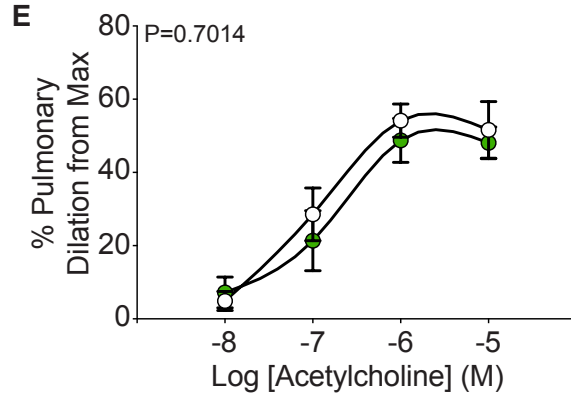 E
P=0.7014
% Pulmonary
Dilation from Max
80
60
40
20
0
-8 -7 -6 -5
Log [Acetylcholine] (M)